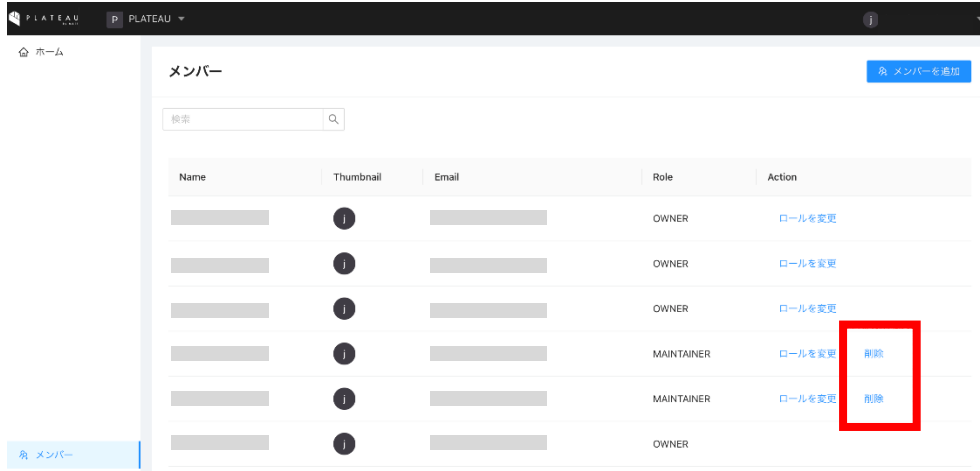 PLATEAU
P PLATEAU
j
ホーム
メンバー
メンバーを追加
検索
Name Thumbnail Email Role Action
j OWNER ロールを変更
j OWNER ロールを変更
j OWNER ロールを変更
j MAINTAINER ロールを変更 削除
j MAINTAINER ロールを変更 削除
j OWNER
メンバー